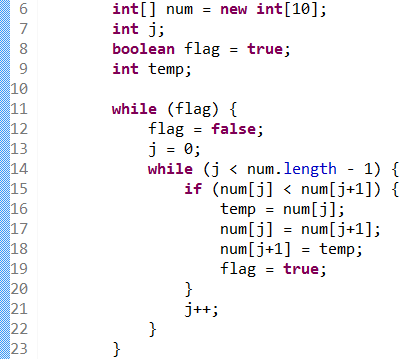 6 int[] num = new int[10];
7 int j;
8 boolean flag = true;
9 int temp;
10
11 while (flag) {
12 flag = false;
13 j = 0;
14 while (j < num.length - 1) {
15 if (num[j] < num[j+1]) {
16 temp = num[j];
17 num[j] = num[j+1];
18 num[j+1] = temp;
19 flag = true;
20 }
21 j++;
22 }
23 }